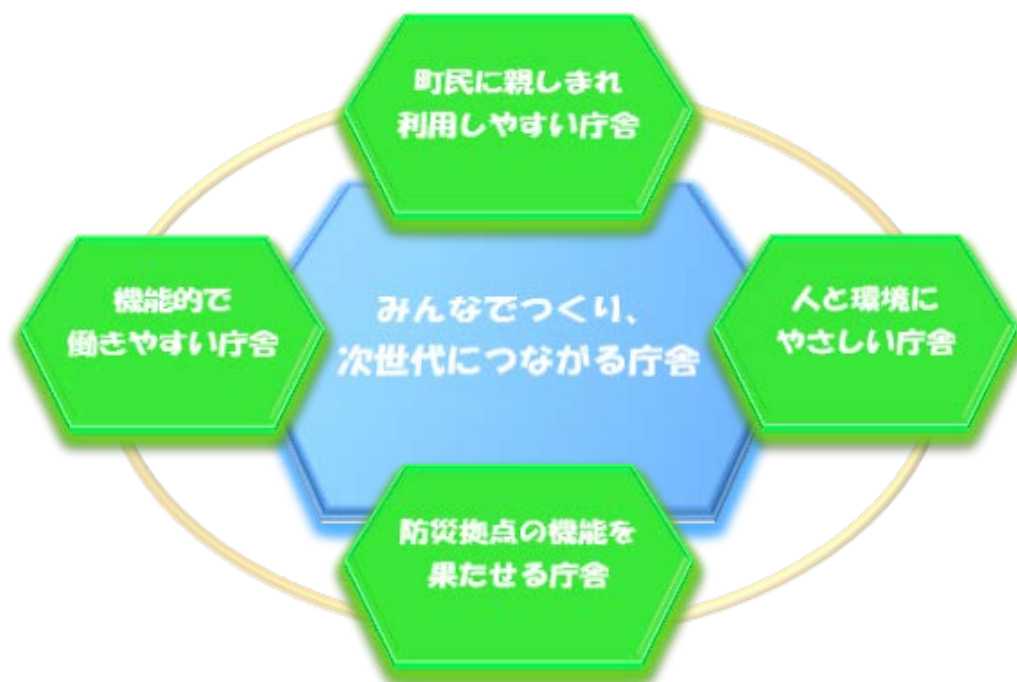 町民に親しまれ
利用しやすい庁舎
機能的で
働きやすい庁舎
みんなでつくり、
次世代につながる庁舎
人と環境に
やさしい庁舎
防災拠点の機能を
果たせる庁舎